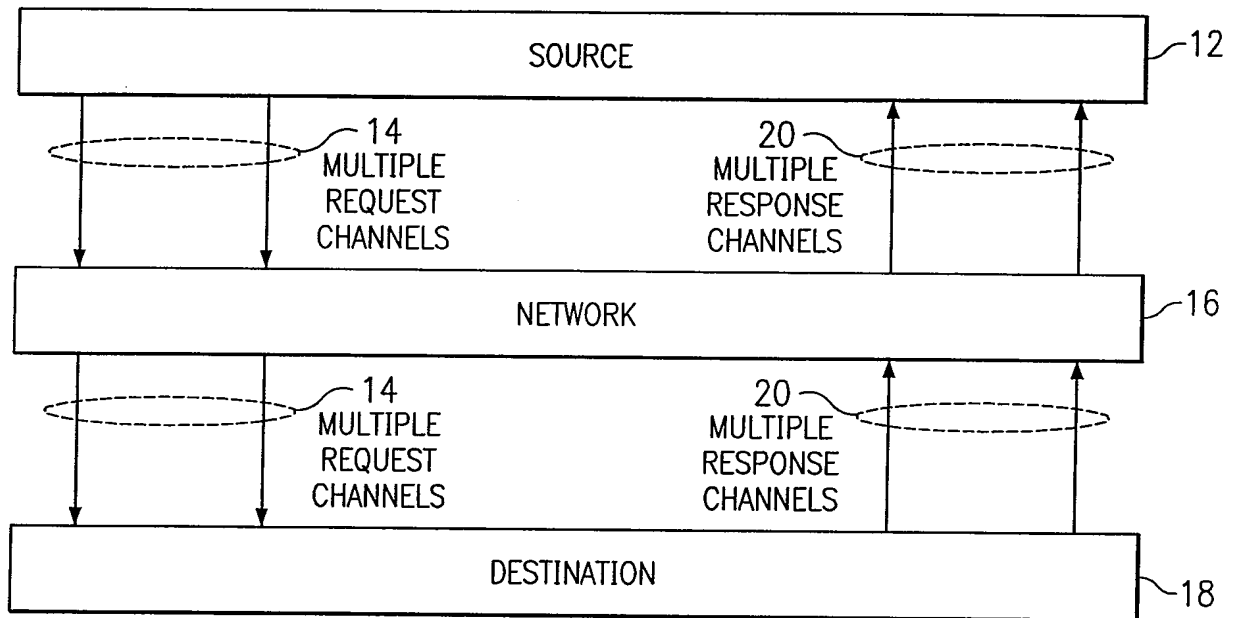 SOURCE
12
14
MULTIPLE
REQUEST
CHANNELS
20
MULTIPLE
RESPONSE
CHANNELS
NETWORK
16
14
MULTIPLE
REQUEST
CHANNELS
20
MULTIPLE
RESPONSE
CHANNELS
DESTINATION
18